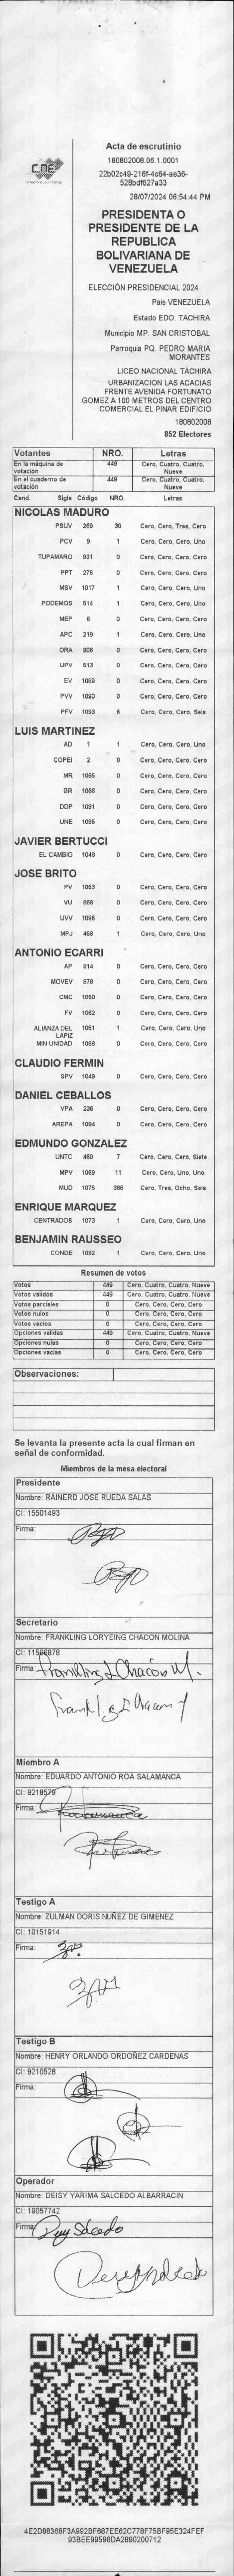 CNE
Acta de escrutinio
180802008.06.1.0001
22b02c49-216f-4c64-ae36-
528bdf627a33
28/07/2024 06:54:44 PM
PRESIDENTA O
PRESIDENTE DE LA
REPUBLICA
BOLIVARIANA DE
VENEZUELA
ELECCIÓN PRESIDENCIAL 2024
Pais VENEZUELA
Estado EDO. TACHIRA
Municipio MP. SAN CRISTOBAL
Parroquia PQ. PEDRO MARIA
MORANTES
LICEO NACIONAL TÁCHIRA
URBANIZACION LAS ACACIAS
FRENTE AVENIDA FORTUNATO
GOMEZ A 100 METROS DEL CENTRO
COMERCIAL EL PINAR EDIFICIO
180802008
852 Electores
Votantes NRO. Letras
En la máquina de votación 449 Cero, Cuatro, Cuatro, Nueve
En el cuaderno de votación 449 Cero, Cuatro, Cuatro, Nueve
Cand. Sigla Código NRO. Letras
NICOLAS MADURO
PSUV 269 30 Cero, Cero, Tres, Cero
PCV 9 1 Cero, Cero, Cero, Uno
TUPAMARO 931 0 Cero, Cero, Cero, Cero
PPT 276 0 Cero, Cero, Cero, Cero
MSV 1017 1 Cero, Cero, Cero, Uno
PODEMOS 514 1 Cero, Cero, Cero, Uno
MEP 6 0 Cero, Cero, Cero, Cero
APC 219 1 Cero, Cero, Cero, Uno
ORA 906 0 Cero, Cero, Cero, Cero
UPV 513 0 Cero, Cero, Cero, Cero
EV 1089 0 Cero, Cero, Cero, Cero
PVV 1090 0 Cero, Cero, Cero, Cero
PFV 1093 6 Cero, Cero, Cero, Seis
LUIS MARTINEZ
AD 1 1 Cero, Cero, Cero, Uno
COPEI 2 0 Cero, Cero, Cero, Cero
MR 1065 0 Cero, Cero, Cero, Cero
BR 1066 0 Cero, Cero, Cero, Cero
DDP 1091 0 Cero, Cero, Cero, Cero
UNE 1095 0 Cero, Cero, Cero, Cero
JAVIER BERTUCCI
EL CAMBIO 1048 0 Cero, Cero, Cero, Cero
JOSE BRITO
PV 1053 0 Cero, Cero, Cero, Cero
VU 868 0 Cero, Cero, Cero, Cero
UVV 1096 0 Cero, Cero, Cero, Cero
MPJ 458 1 Cero, Cero, Cero, Uno
ANTONIO ECARRI
AP 814 0 Cero, Cero, Cero, Cero
MOVEV 878 0 Cero, Cero, Cero, Cero
CMC 1050 0 Cero, Cero, Cero, Cero
FV 1062 0 Cero, Cero, Cero, Cero
ALIANZA DEL LAPIZ 1051 1 Cero, Cero, Cero, Uno
MIN UNIDAD 1068 0 Cero, Cero, Cero, Cero
CLAUDIO FERMIN
SPV 1049 0 Cero, Cero, Cero, Cero
DANIEL CEBALLOS
VPA 236 0 Cero, Cero, Cero, Cero
AREPA 1094 0 Cero, Cero, Cero, Cero
EDMUNDO GONZALEZ
UNTC 460 7 Cero, Cero, Cero, Siete
MPV 1069 11 Cero, Cero, Uno, Uno
MUD 1075 386 Cero, Tres, Ocho, Seis
ENRIQUE MARQUEZ
CENTRADOS 1073 1 Cero, Cero, Cero, Uno
BENJAMIN RAUSSEO
CONDE 1092 1 Cero, Cero, Cero, Uno
Resumen de votos
Votos 449 Cero, Cuatro, Cuatro, Nueve
Votos validos 449 Cero, Cuatro, Cuatro, Nueve
Votos parciales 0 Cero, Cero, Cero, Cero
Votos nulos 0 Cero, Cero, Cero, Cero
Votos vacios 0 Cero, Cero, Cero, Cero
Opciones validas 449 Cero, Cuatro, Cuatro, Nueve
Opciones nulas 0 Cero, Cero, Cero, Cero
Opciones vacias 0 Cero, Cero, Cero, Cero
Observaciones:
Se levanta la presente acta la cual firman en
señal de conformidad.
Miembros de la mesa electoral
Presidente
Nombre: RAINERD JOSE RUEDA SALAS
CI: 15501493
Firma:
Secretario
Nombre: FRANKLING LORYEING CHACON MOLINA
CI: 11506878
Firma: Frankling L Chacón M.
Frankling L Chacon M
Miembro A
Nombre: EDUARDO ANTONIO ROA SALAMANCA
CI: 9218579
Firma:
Testigo A
Nombre: ZULMAN DORIS NUÑEZ DE GIMENEZ
CI: 10151914
Firma:
Testigo B
Nombre: HENRY ORLANDO ORDOÑEZ CARDENAS
CI: 9210528
Firma:
Operador
Nombre: DEISY YARIMA SALCEDO ALBARRACIN
CI: 19057742
Firma: Deisy Salcedo
4E2D88368F3A992BF687EE62C778F75BF95E324FEF
93BEE99596DA2890200712